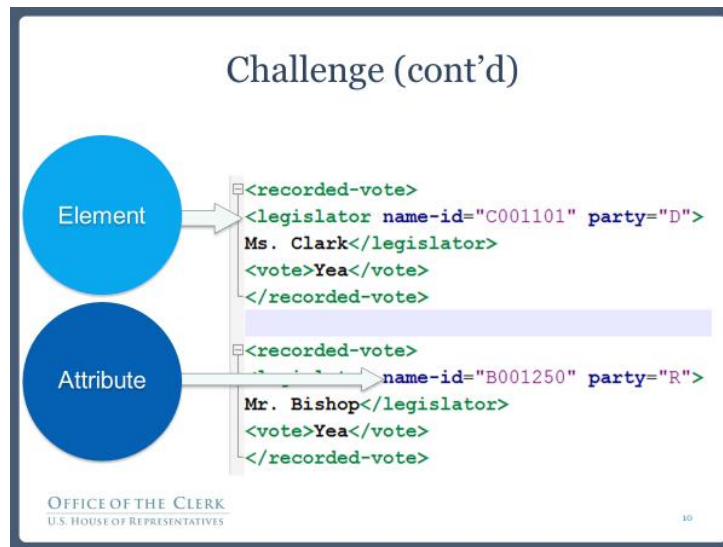 Challenge (cont’d)
Element
<recorded-vote>
<legislator name-id="C001101" party="D">
Ms. Clark</legislator>
<vote>Yea</vote>
</recorded-vote>
Attribute
<recorded-vote>
name-id="B001250" party="R">
Mr. Bishop</legislator>
<vote>Yea</vote>
</recorded-vote>
OFFICE OF THE CLERK
U.S. HOUSE OF REPRESENTATIVES
10